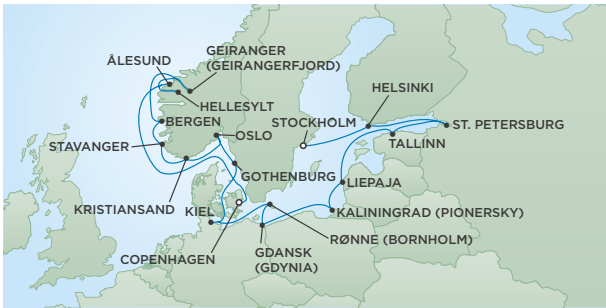 GEIRANGER
(GEIRANGERFJORD)
ÅLESUND
HELSINKI
HELLESYLT
BERGEN
STOCKHOLM
ST. PETERSBURG
OSLO
TALLINN
STAVANGER
GOTHENBURG
LIEPAJA
KRISTIANSAND
KIEL
KALININGRAD (PIONERSKY)
RØNNE (BORNHOLM)
COPENHAGEN
GDANSK
(GDYNIA)